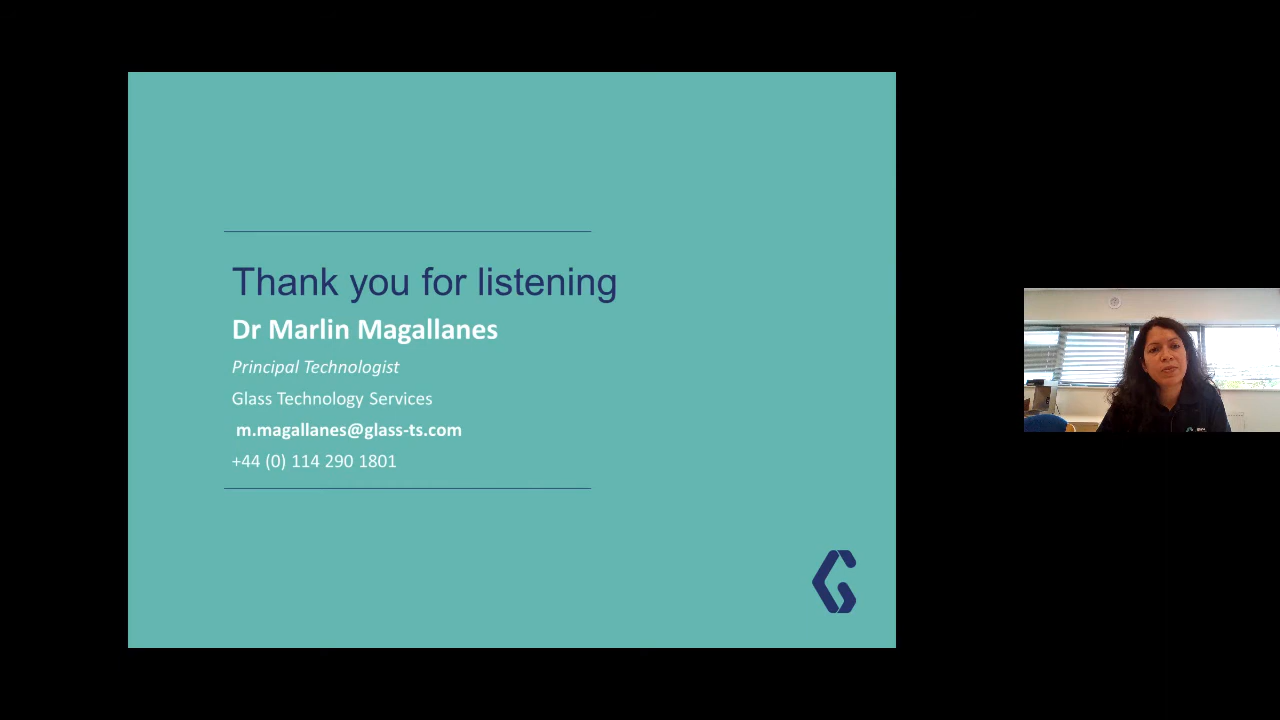 Thank you for listening
Dr Marlin Magallanes
Principal Technologist
Glass Technology Services
m.magallanes@glass-ts.com
+44 (0) 114 290 1801